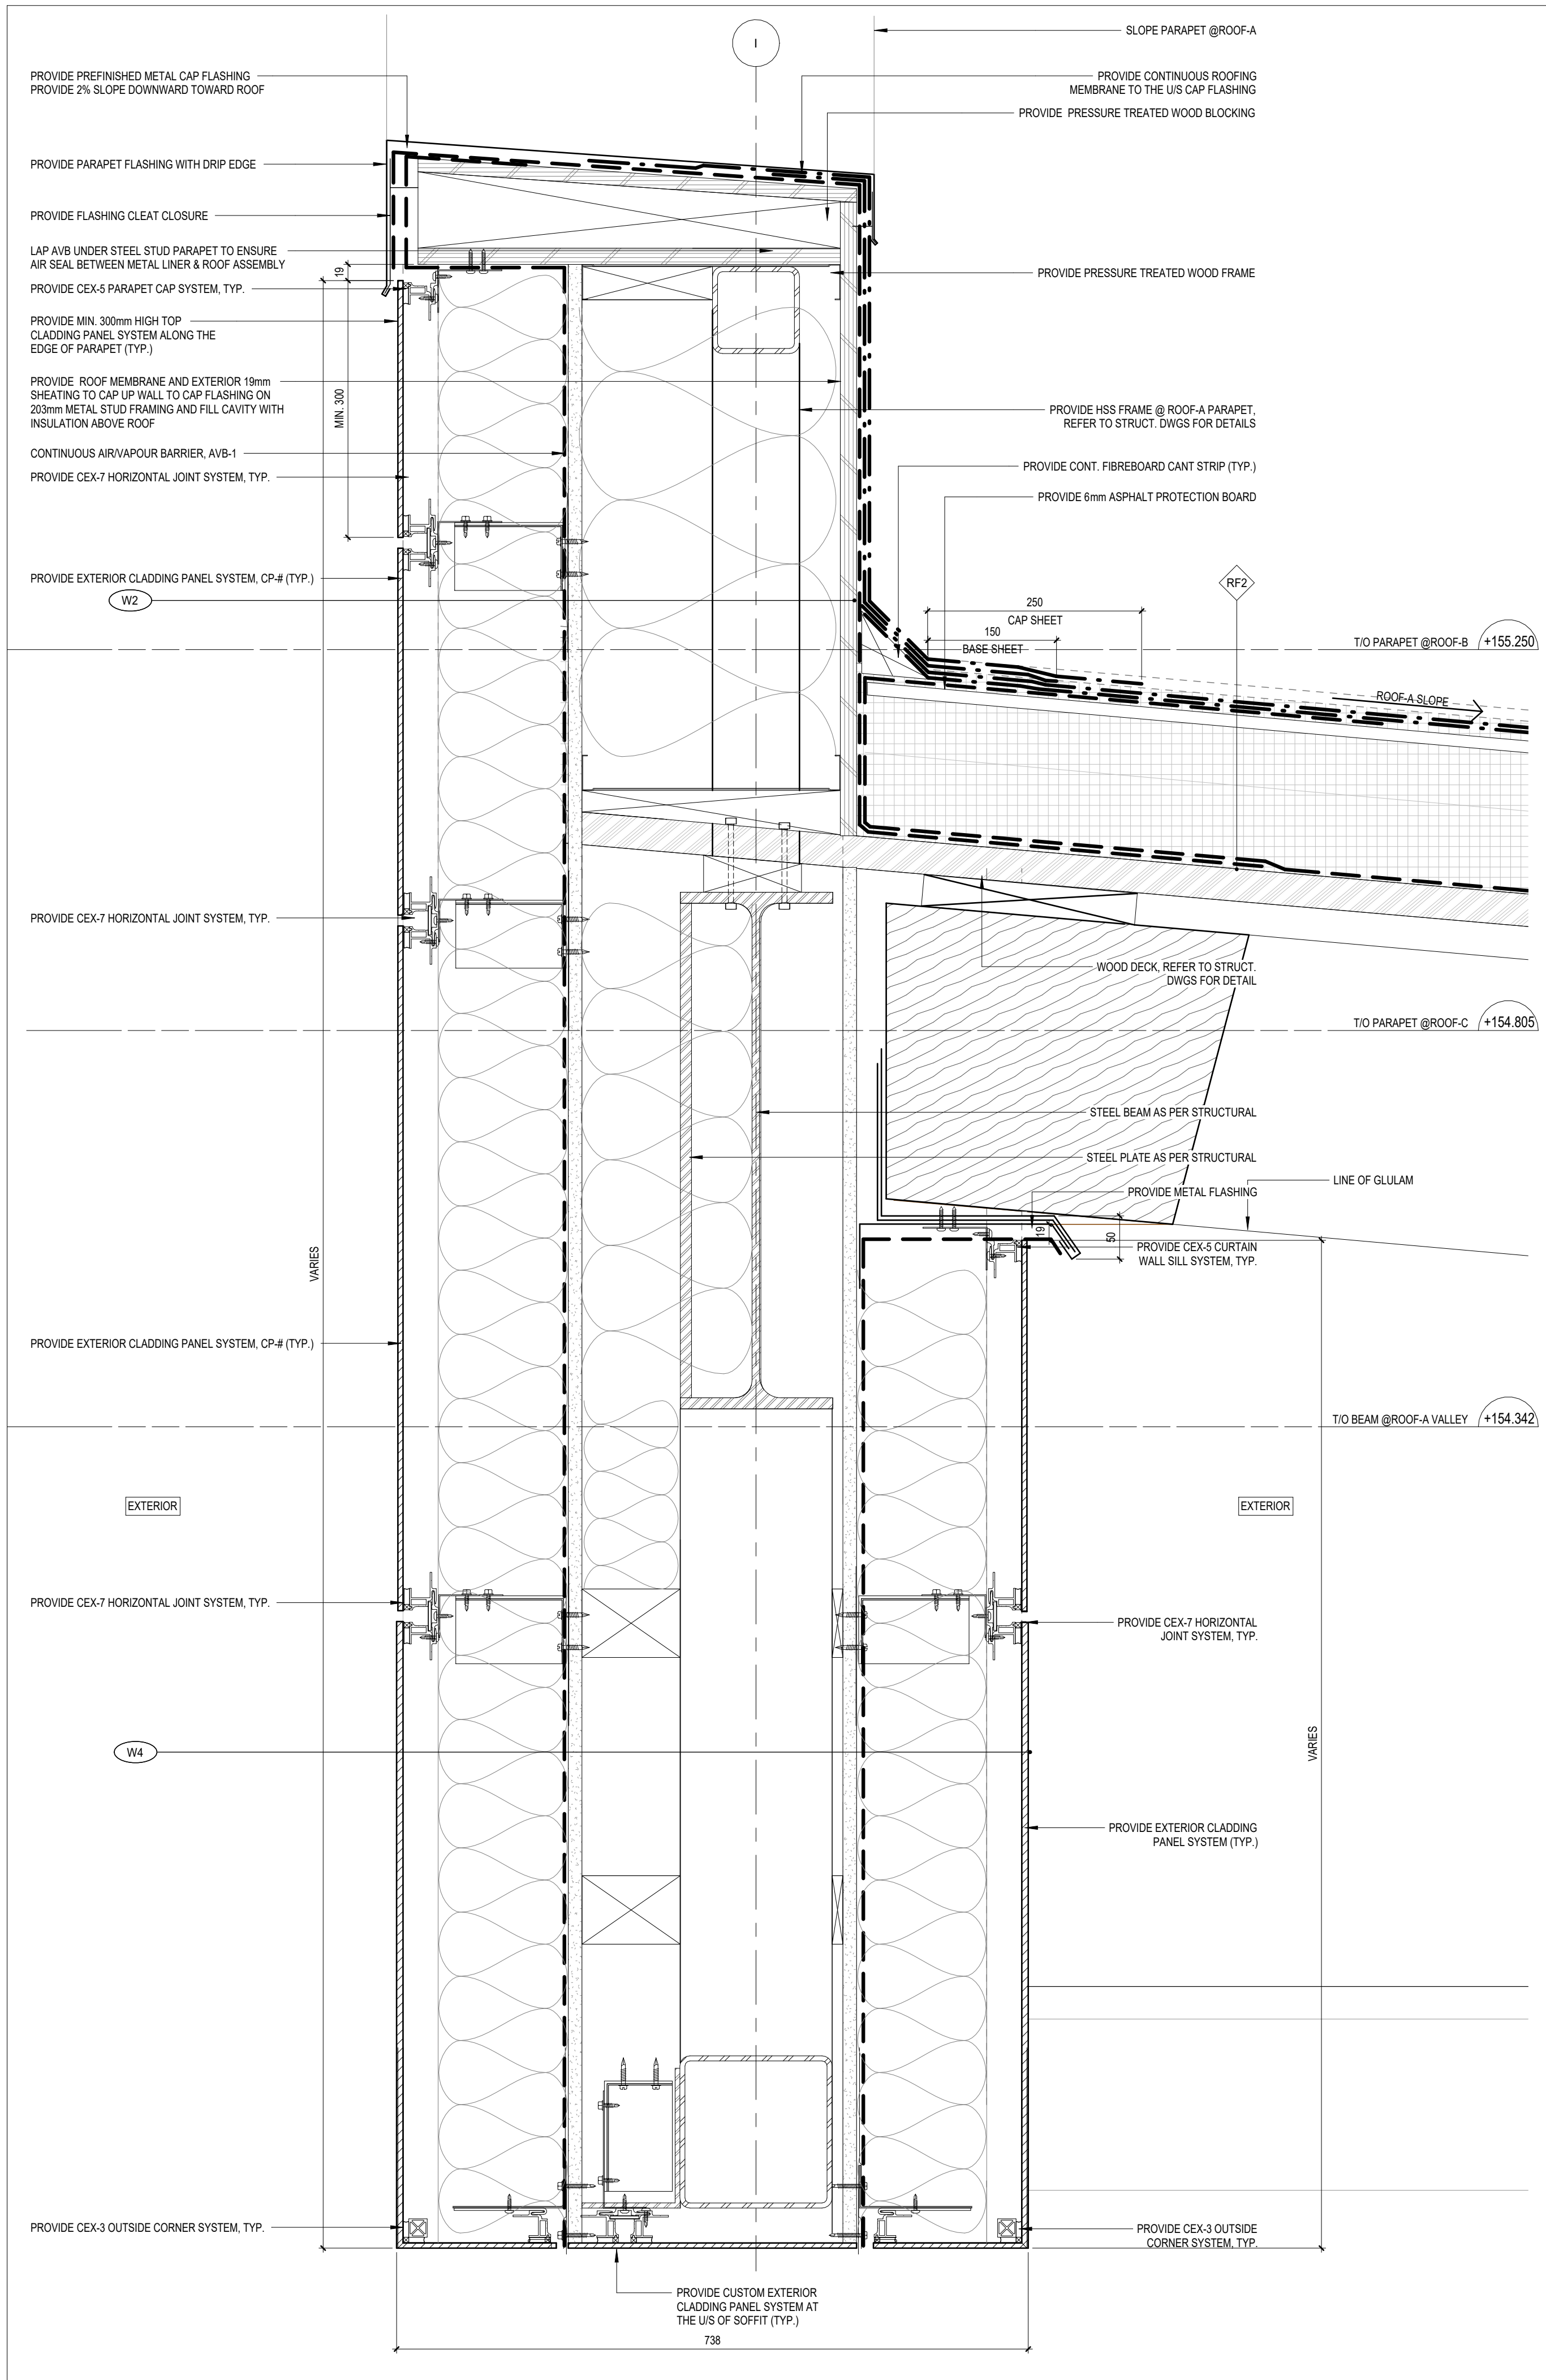 I
SLOPE PARAPET @ROOF-A
PROVIDE PREFINISHED METAL CAP FLASHING
PROVIDE 2% SLOPE DOWNWARD TOWARD ROOF
PROVIDE CONTINUOUS ROOFING
MEMBRANE TO THE U/S CAP FLASHING
PROVIDE PRESSURE TREATED WOOD BLOCKING
PROVIDE PARAPET FLASHING WITH DRIP EDGE
PROVIDE FLASHING CLEAT CLOSURE
LAP AVB UNDER STEEL STUD PARAPET TO ENSURE
AIR SEAL BETWEEN METAL LINER & ROOF ASSEMBLY
19
PROVIDE PRESSURE TREATED WOOD FRAME
PROVIDE CEX-5 PARAPET CAP SYSTEM, TYP.
PROVIDE MIN. 300mm HIGH TOP
CLADDING PANEL SYSTEM ALONG THE
EDGE OF PARAPET (TYP.)
PROVIDE ROOF MEMBRANE AND EXTERIOR 19mm
SHEATING TO CAP UP WALL TO CAP FLASHING ON
203mm METAL STUD FRAMING AND FILL CAVITY WITH
INSULATION ABOVE ROOF
MIN. 300
PROVIDE HSS FRAME @ ROOF-A PARAPET,
REFER TO STRUCT. DWGS FOR DETAILS
CONTINUOUS AIR/VAPOUR BARRIER, AVB-1
PROVIDE CONT. FIBREBOARD CANT STRIP (TYP.)
PROVIDE CEX-7 HORIZONTAL JOINT SYSTEM, TYP.
PROVIDE 6mm ASPHALT PROTECTION BOARD
PROVIDE EXTERIOR CLADDING PANEL SYSTEM, CP-# (TYP.)
RF2
W2
250
CAP SHEET
150
BASE SHEET
T/O PARAPET @ROOF-B
+155.250
ROOF-A SLOPE
PROVIDE CEX-7 HORIZONTAL JOINT SYSTEM, TYP.
WOOD DECK, REFER TO STRUCT.
DWGS FOR DETAIL
T/O PARAPET @ROOF-C
+154.805
STEEL BEAM AS PER STRUCTURAL
STEEL PLATE AS PER STRUCTURAL
LINE OF GLULAM
PROVIDE METAL FLASHING
19
50
PROVIDE CEX-5 CURTAIN
WALL SILL SYSTEM, TYP.
VARIES
PROVIDE EXTERIOR CLADDING PANEL SYSTEM, CP-# (TYP.)
T/O BEAM @ROOF-A VALLEY
+154.342
EXTERIOR
EXTERIOR
PROVIDE CEX-7 HORIZONTAL JOINT SYSTEM, TYP.
PROVIDE CEX-7 HORIZONTAL
JOINT SYSTEM, TYP.
W4
VARIES
PROVIDE EXTERIOR CLADDING
PANEL SYSTEM (TYP.)
PROVIDE CEX-3 OUTSIDE CORNER SYSTEM, TYP.
PROVIDE CEX-3 OUTSIDE
CORNER SYSTEM, TYP.
PROVIDE CUSTOM EXTERIOR
CLADDING PANEL SYSTEM AT
THE U/S OF SOFFIT (TYP.)
738